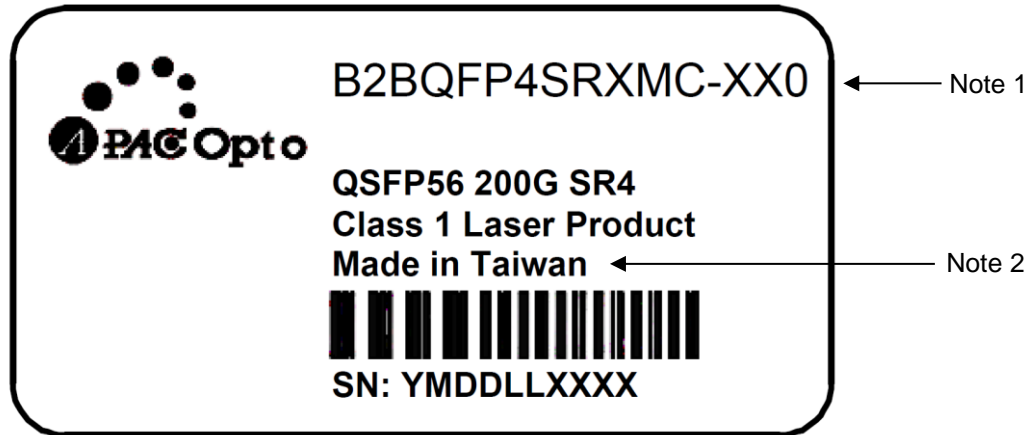 B2BQFP4SRXMC-XX0
Note 1
APAC Opto
QSFP56 200G SR4
Class 1 Laser Product
Made in Taiwan
Note 2
SN: YMDDLLXXXX